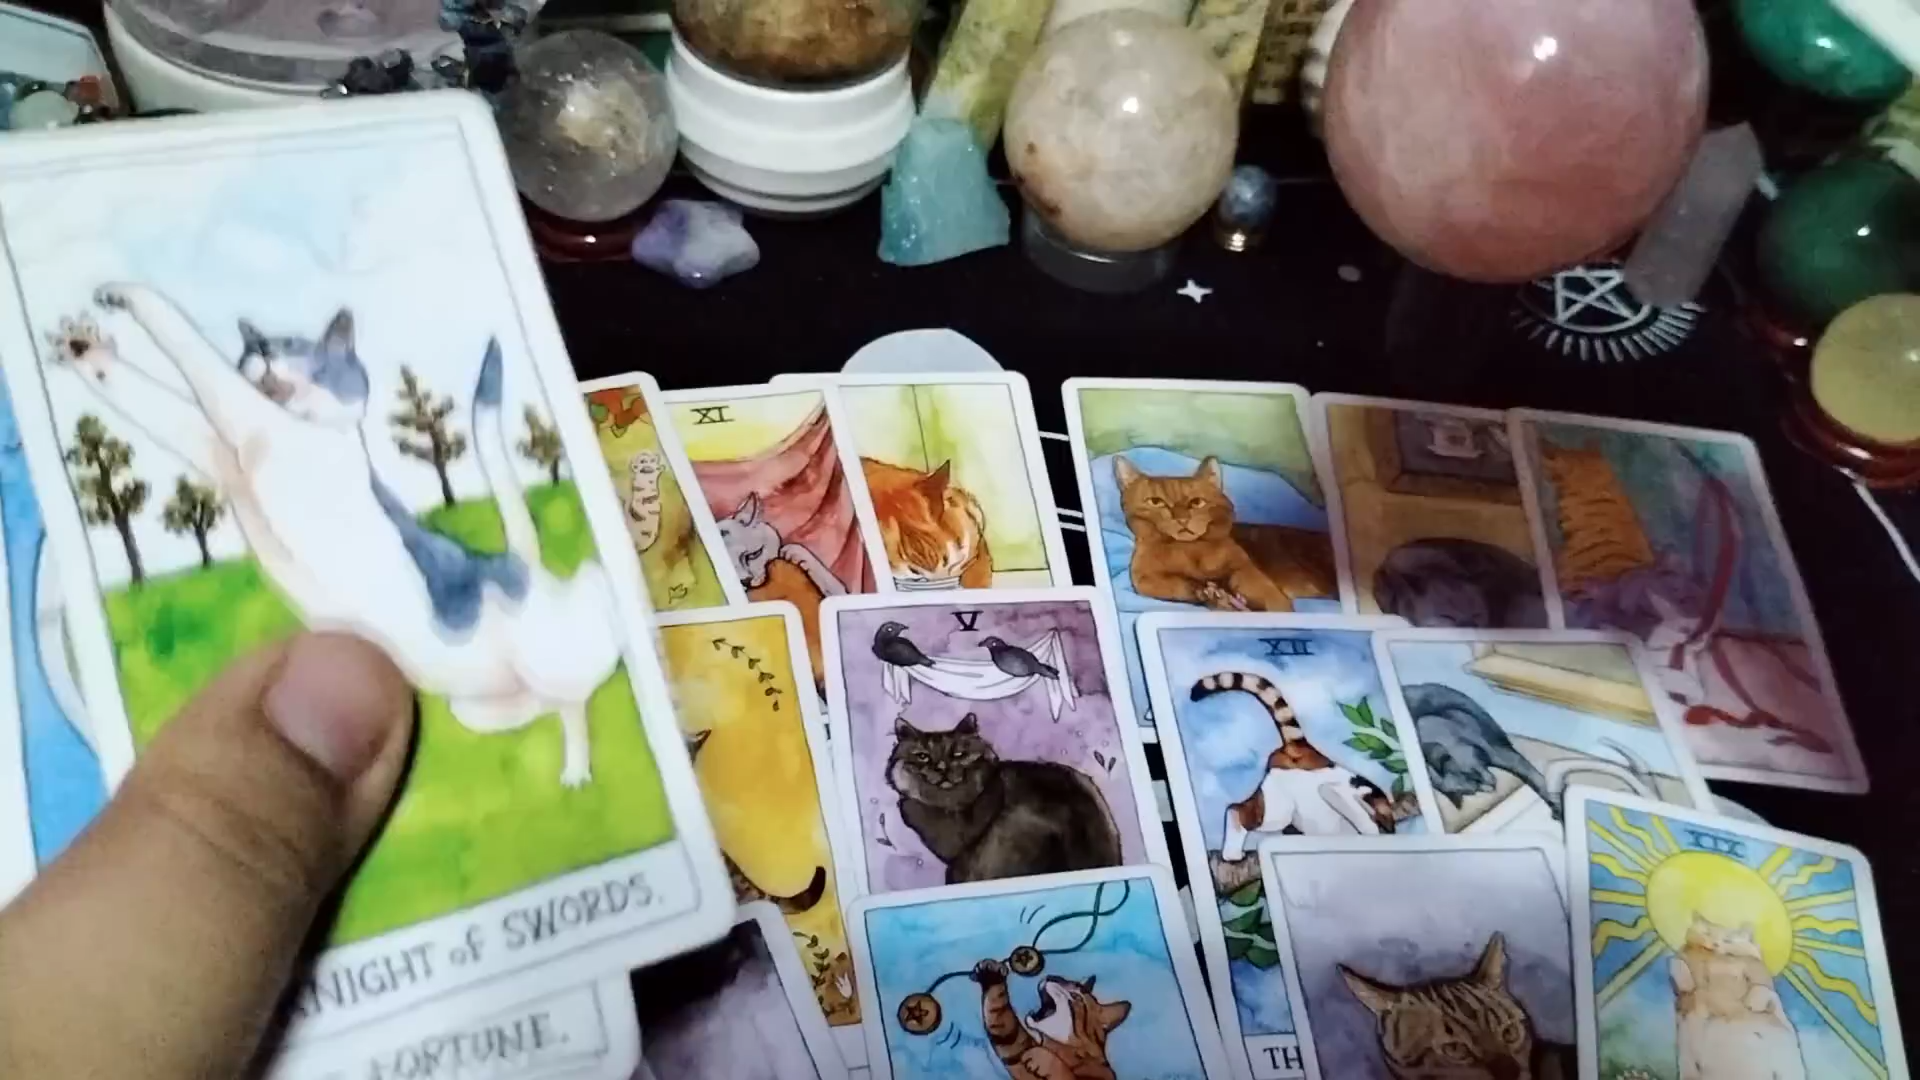 XI
V
XII
XIX
KNIGHT of SWORDS.
FORTUNE.
TH